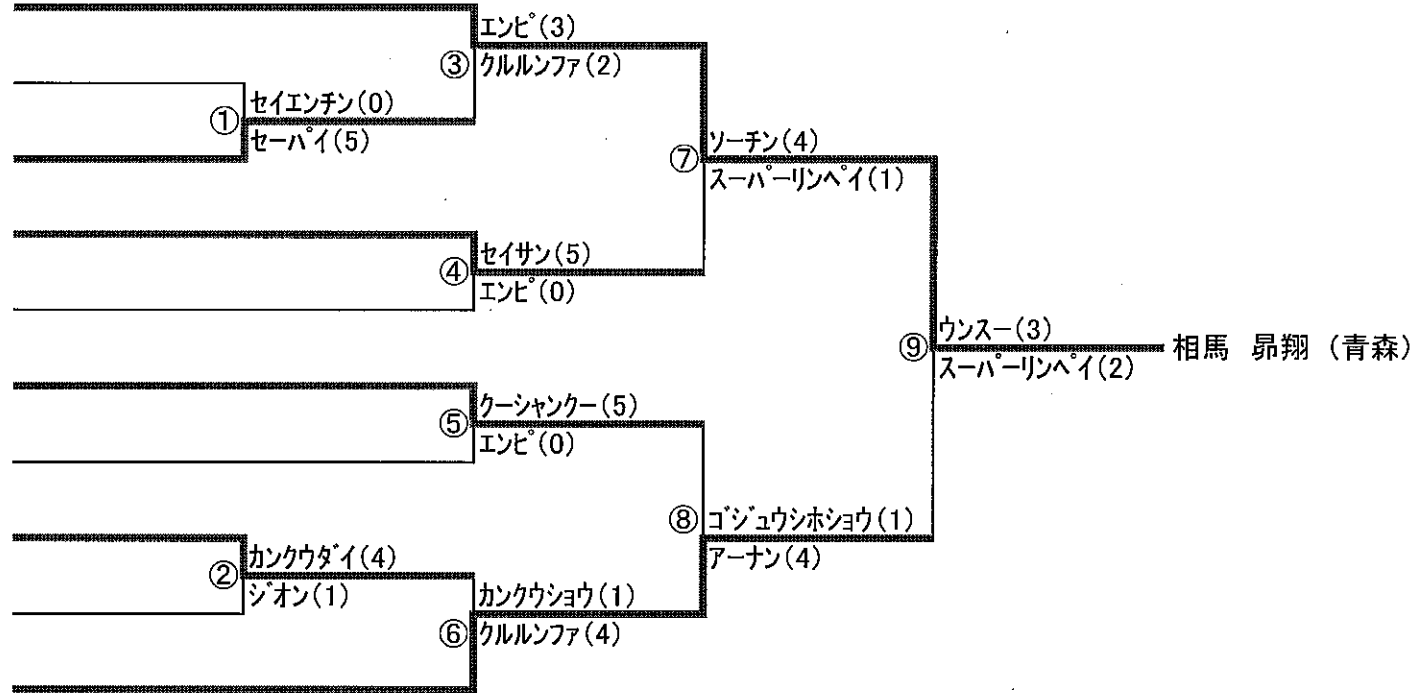 エンピ(3)
③
クルルンファ(2)
セイエンチン(0)
①
セーパイ(5)
ソーチン(4)
⑦
スーパーリンペイ(1)
セイサン(5)
④
エンピ(0)
ウンスー(3)
⑨
相馬 昴翔 (青森)
スーパーリンペイ(2)
クーシャンクー(5)
⑤
エンピ(0)
⑧
ゴジュウシホショウ(1)
アーナン(4)
カンクウダイ(4)
②
ジオン(1)
カンクウショウ(1)
⑥
クルルンファ(4)